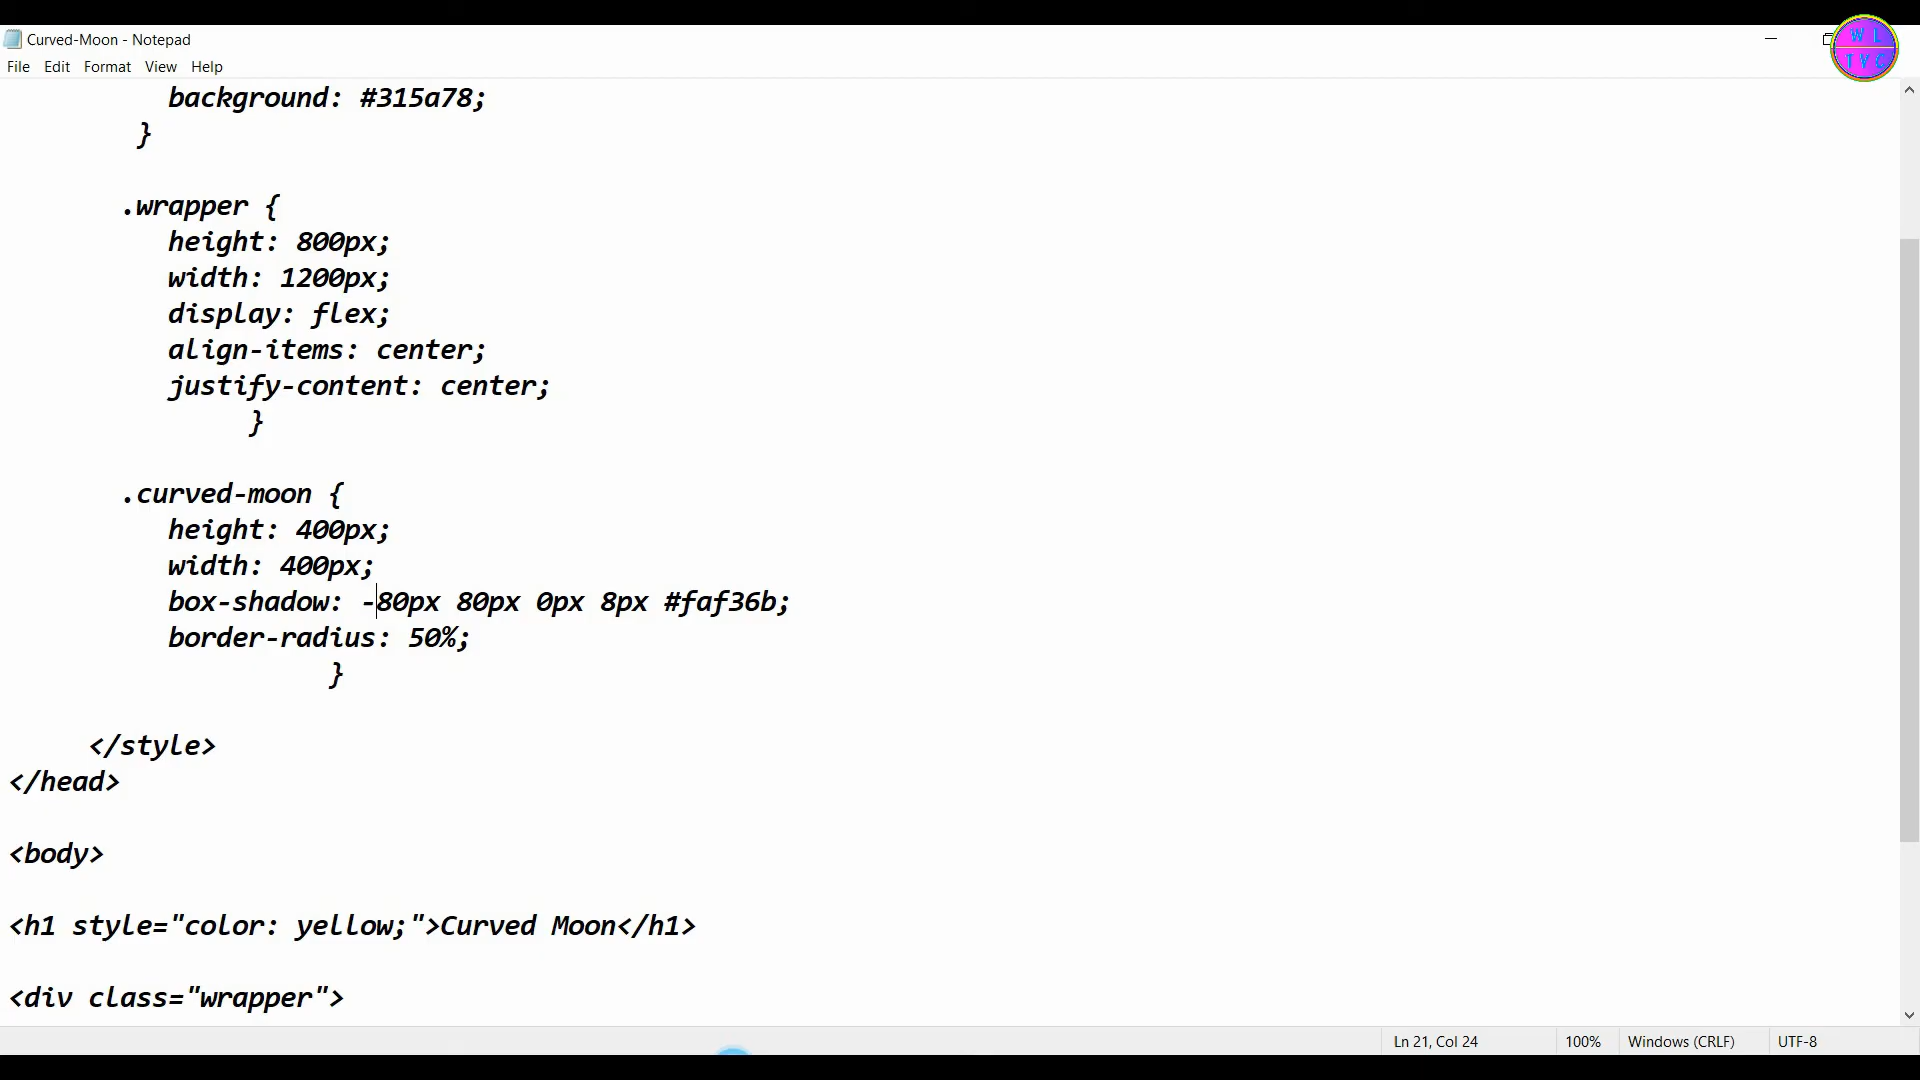 Curved-Moon - Notepad
W L
T Y C
File Edit Format View Help
background: #315a78;
}
.wrapper {
height: 800px;
width: 1200px;
display: flex;
align-items: center;
justify-content: center;
}
.curved-moon {
height: 400px;
width: 400px;
box-shadow: -80px 80px 0px 8px #faf36b;
border-radius: 50%;
}
</style>
</head>
<body>
<h1 style="color: yellow;">Curved Moon</h1>
<div class="wrapper">
Ln 21, Col 24 100% Windows (CRLF) UTF-8